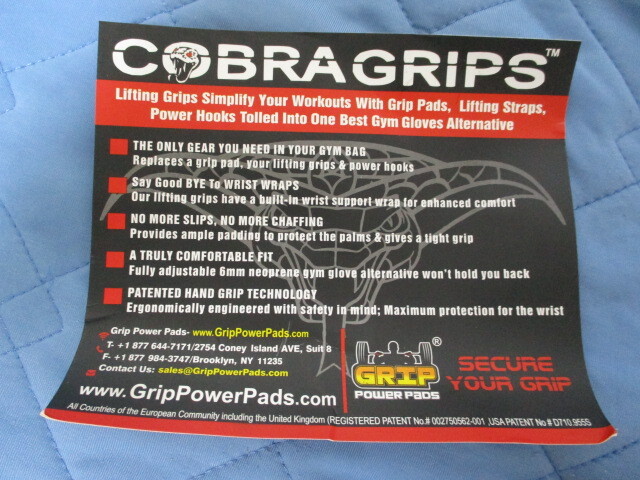 COBRAGRIPS™
Lifting Grips Simplify Your Workouts With Grip Pads, Lifting Straps,
Power Hooks Tolled Into One Best Gym Gloves Alternative
THE ONLY GEAR YOU NEED IN YOUR GYM BAG
Replaces a grip pad, your lifting grips & power hooks
Say Good BYE To WRIST WRAPS
Our lifting grips have a built-in wrist support wrap for enhanced comfort
NO MORE SLIPS, NO MORE CHAFFING
Provides ample padding to protect the palms & gives a tight grip
A TRULY COMFORTABLE FIT
Fully adjustable 6mm neoprene gym glove alternative won't hold you back
PATENTED HAND GRIP TECHNOLOGY
Ergonomically engineered with safety in mind; Maximum protection for the wrist
Grip Power Pads- www.GripPowerPads.com
T- +1 877 644-7171/2754 Coney Island AVE, Suit 8
F- +1 877 984-3747/Brooklyn, NY 11235
Contact Us: sales@GripPowerPads.com
www.GripPowerPads.com
®
GRIP
POWER PADS
SECURE
YOUR GRIP
All Countries of the European Community including the United Kingdom (REGISTERED PATENT No.# 002750562-001 ,USA PATENT No # D710.955S